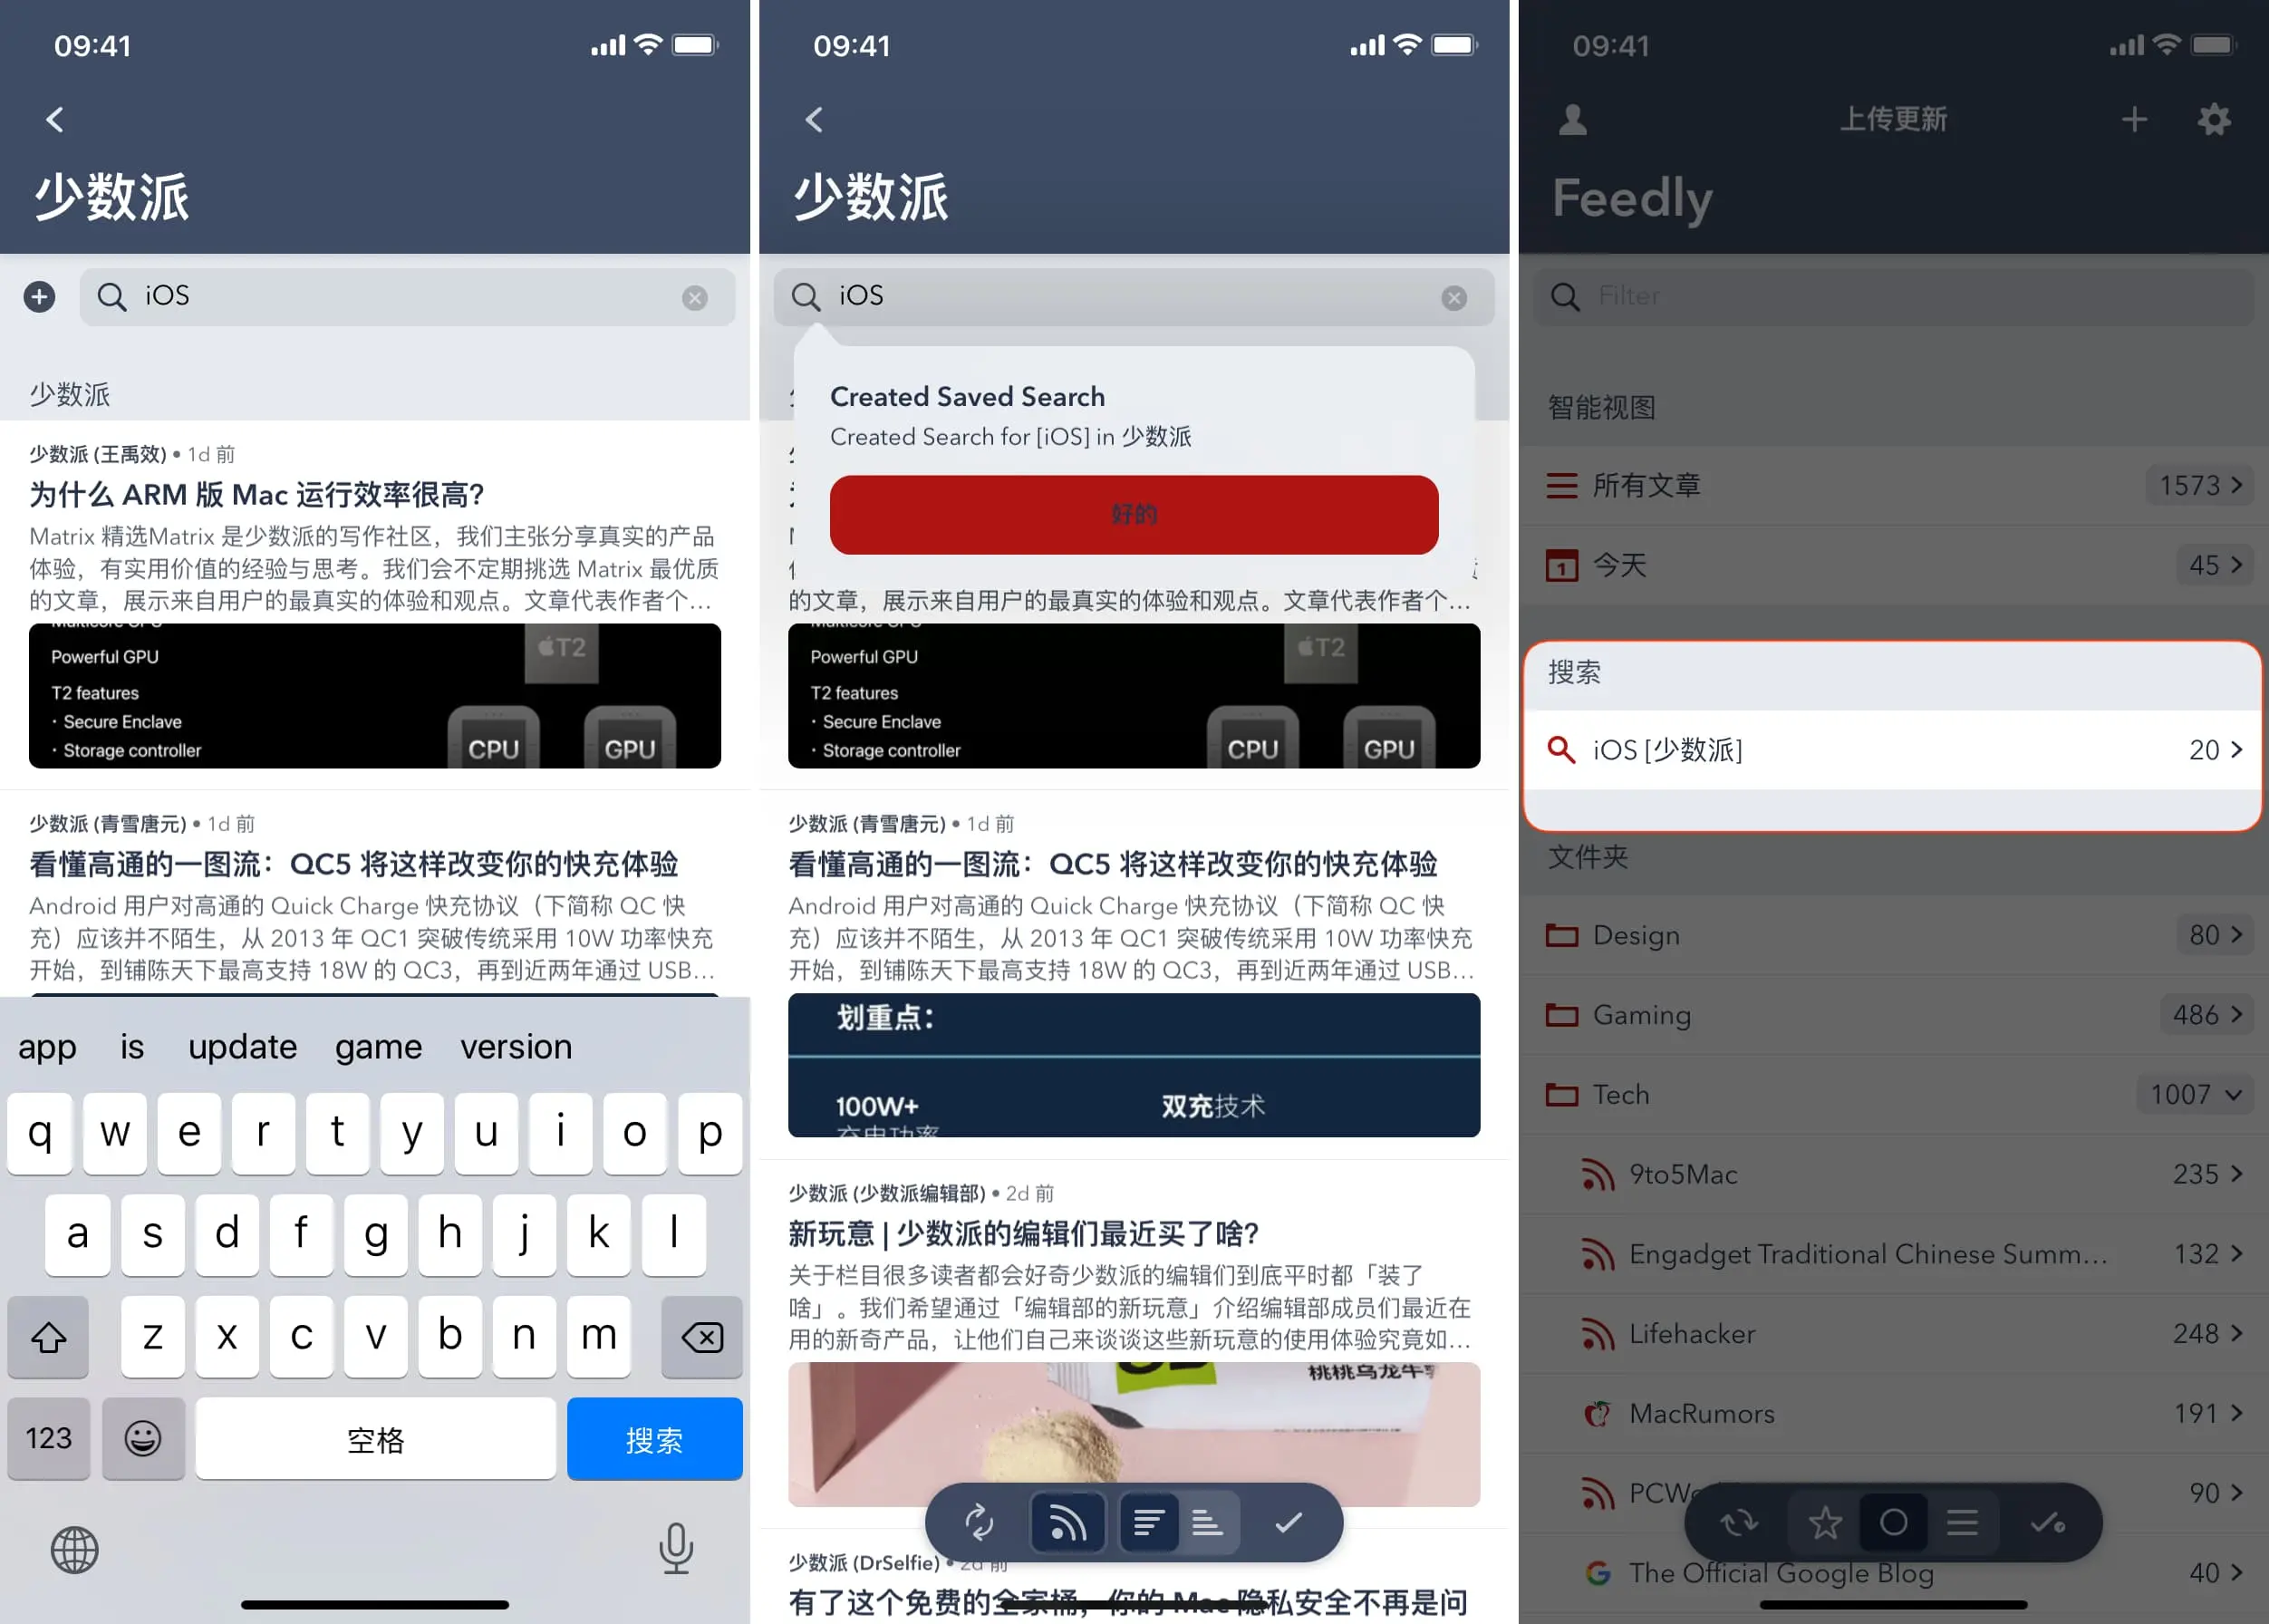 09:41
少数派
iOS
少数派
少数派 (王禹效) • 1d 前
为什么 ARM 版 Mac 运行效率很高?
Matrix 精选Matrix 是少数派的写作社区，我们主张分享真实的产品
体验，有实用价值的经验与思考。我们会不定期挑选 Matrix 最优质
的文章，展示来自用户的最真实的体验和观点。文章代表作者个…
Powerful GPU
T2
T2 features
· Secure Enclave
· Storage controller
CPU
GPU
少数派 (青雪唐元) • 1d 前
看懂高通的一图流：QC5 将这样改变你的快充体验
Android 用户对高通的 Quick Charge 快充协议（下简称 QC 快
充）应该并不陌生，从 2013 年 QC1 突破传统采用 10W 功率快充
开始，到铺陈天下最高支持 18W 的 QC3，再到近两年通过 USB…
app is update game version
q w e r t y u i o p
a s d f g h j k l
z x c v b n m
123 空格 搜索
09:41
少数派
iOS
Created Saved Search
Created Search for [iOS] in 少数派
好的
的文章，展示来自用户的最真实的体验和观点。文章代表作者个…
Powerful GPU
T2
T2 features
· Secure Enclave
· Storage controller
CPU
GPU
少数派 (青雪唐元) • 1d 前
看懂高通的一图流：QC5 将这样改变你的快充体验
Android 用户对高通的 Quick Charge 快充协议（下简称 QC 快
充）应该并不陌生，从 2013 年 QC1 突破传统采用 10W 功率快充
开始，到铺陈天下最高支持 18W 的 QC3，再到近两年通过 USB…
划重点：
100W+ 双充技术
充电功率
少数派 (少数派编辑部) • 2d 前
新玩意 | 少数派的编辑们最近买了啥?
关于栏目很多读者都会好奇少数派的编辑们到底平时都「装了
啥」。我们希望通过「编辑部的新玩意」介绍编辑部成员们最近在
用的新奇产品，让他们自己来谈谈这些新玩意的使用体验究竟如…
桃桃乌龙牛
少数派 (DrSelfie) • 2d 前
有了这个免费的全家桶，你的 Mac 隐私安全不再是问
09:41
上传更新
Feedly
Filter
智能视图
所有文章 1573
1 今天 45
搜索
iOS [少数派] 20
文件夹
Design 80
Gaming 486
Tech 1007
9to5Mac 235
Engadget Traditional Chinese Summ… 132
Lifehacker 248
MacRumors 191
PCWo 90
The Official Google Blog 40